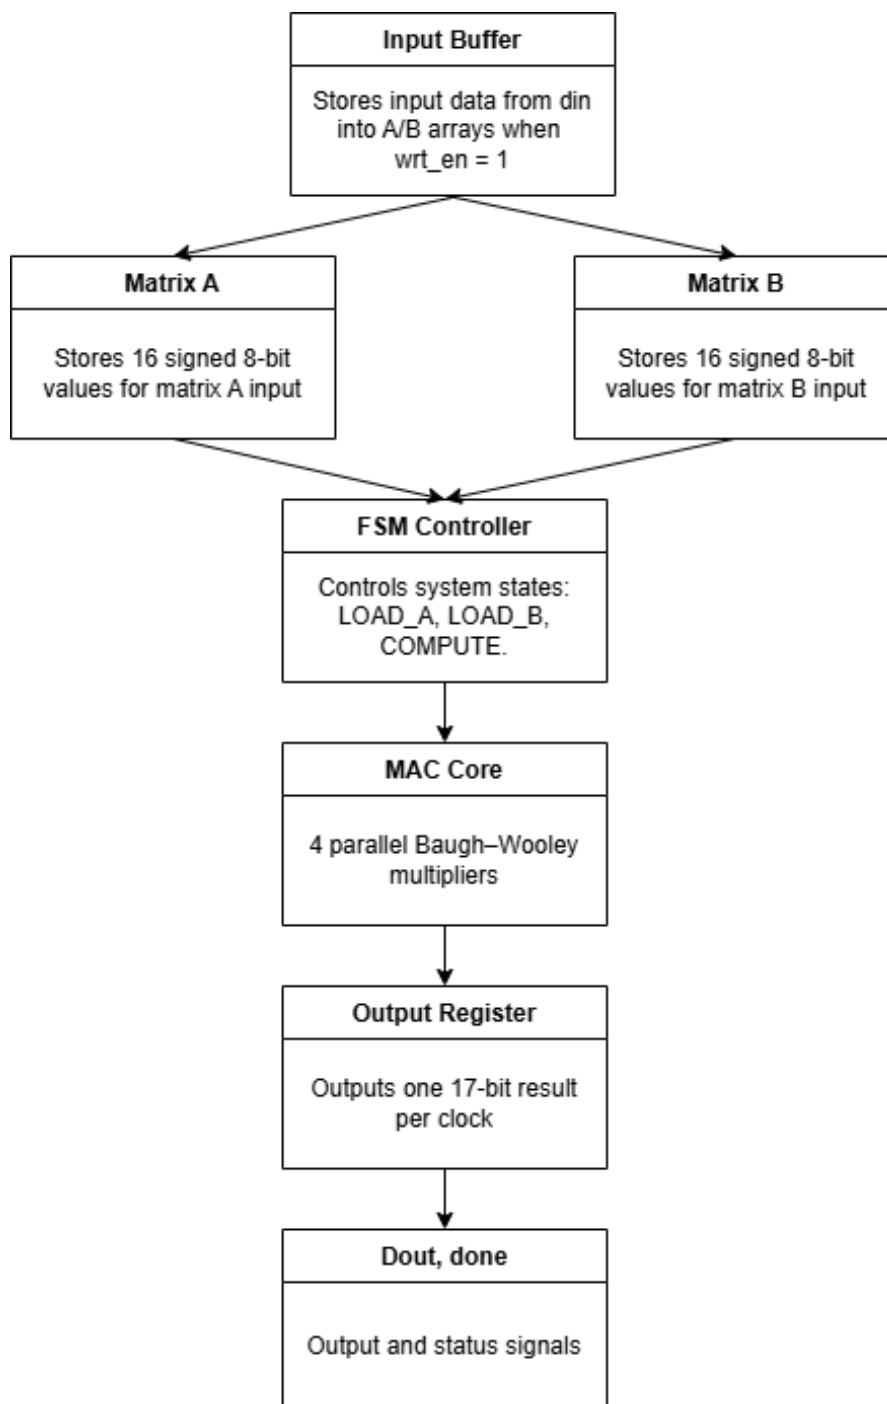 Input Buffer
Stores input data from din
into A/B arrays when
wrt_en = 1
Matrix A
Stores 16 signed 8-bit
values for matrix A input
Matrix B
Stores 16 signed 8-bit
values for matrix B input
FSM Controller
Controls system states:
LOAD_A, LOAD_B,
COMPUTE.
MAC Core
4 parallel Baugh–Wooley
multipliers
Output Register
Outputs one 17-bit result
per clock
Dout, done
Output and status signals